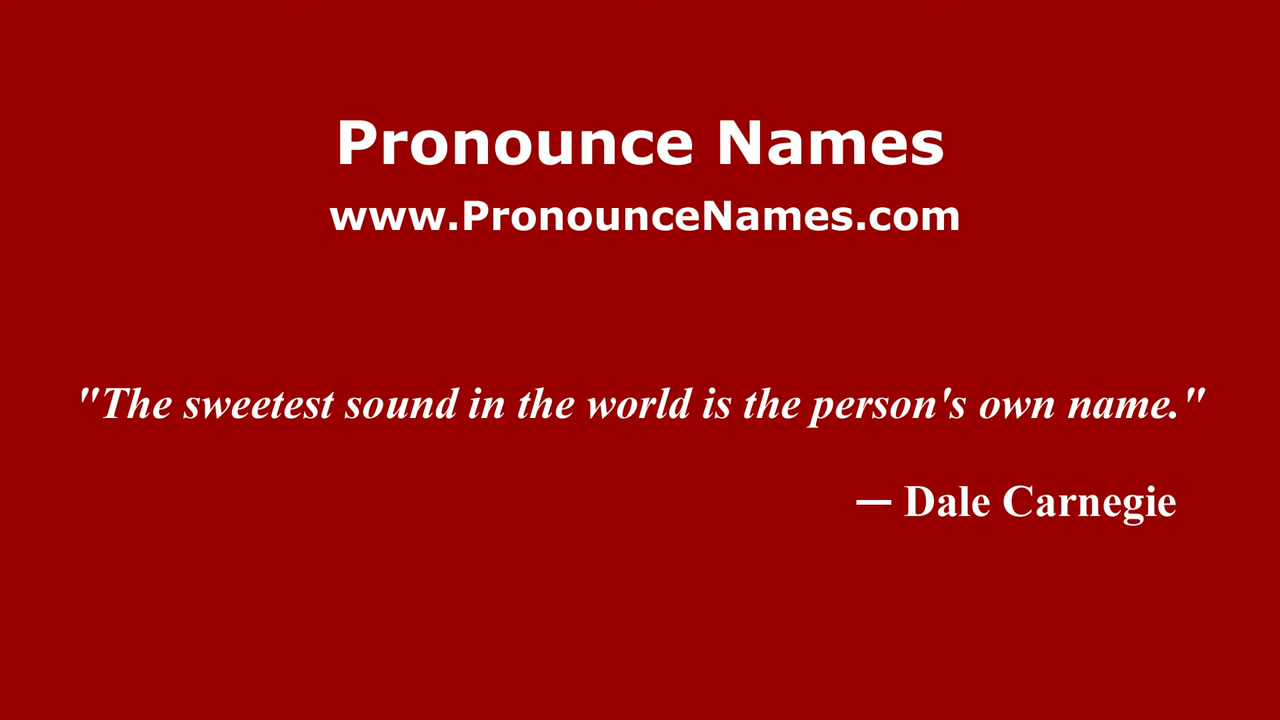 Pronounce Names
www.PronounceNames.com
"The sweetest sound in the world is the person's own name."
— Dale Carnegie